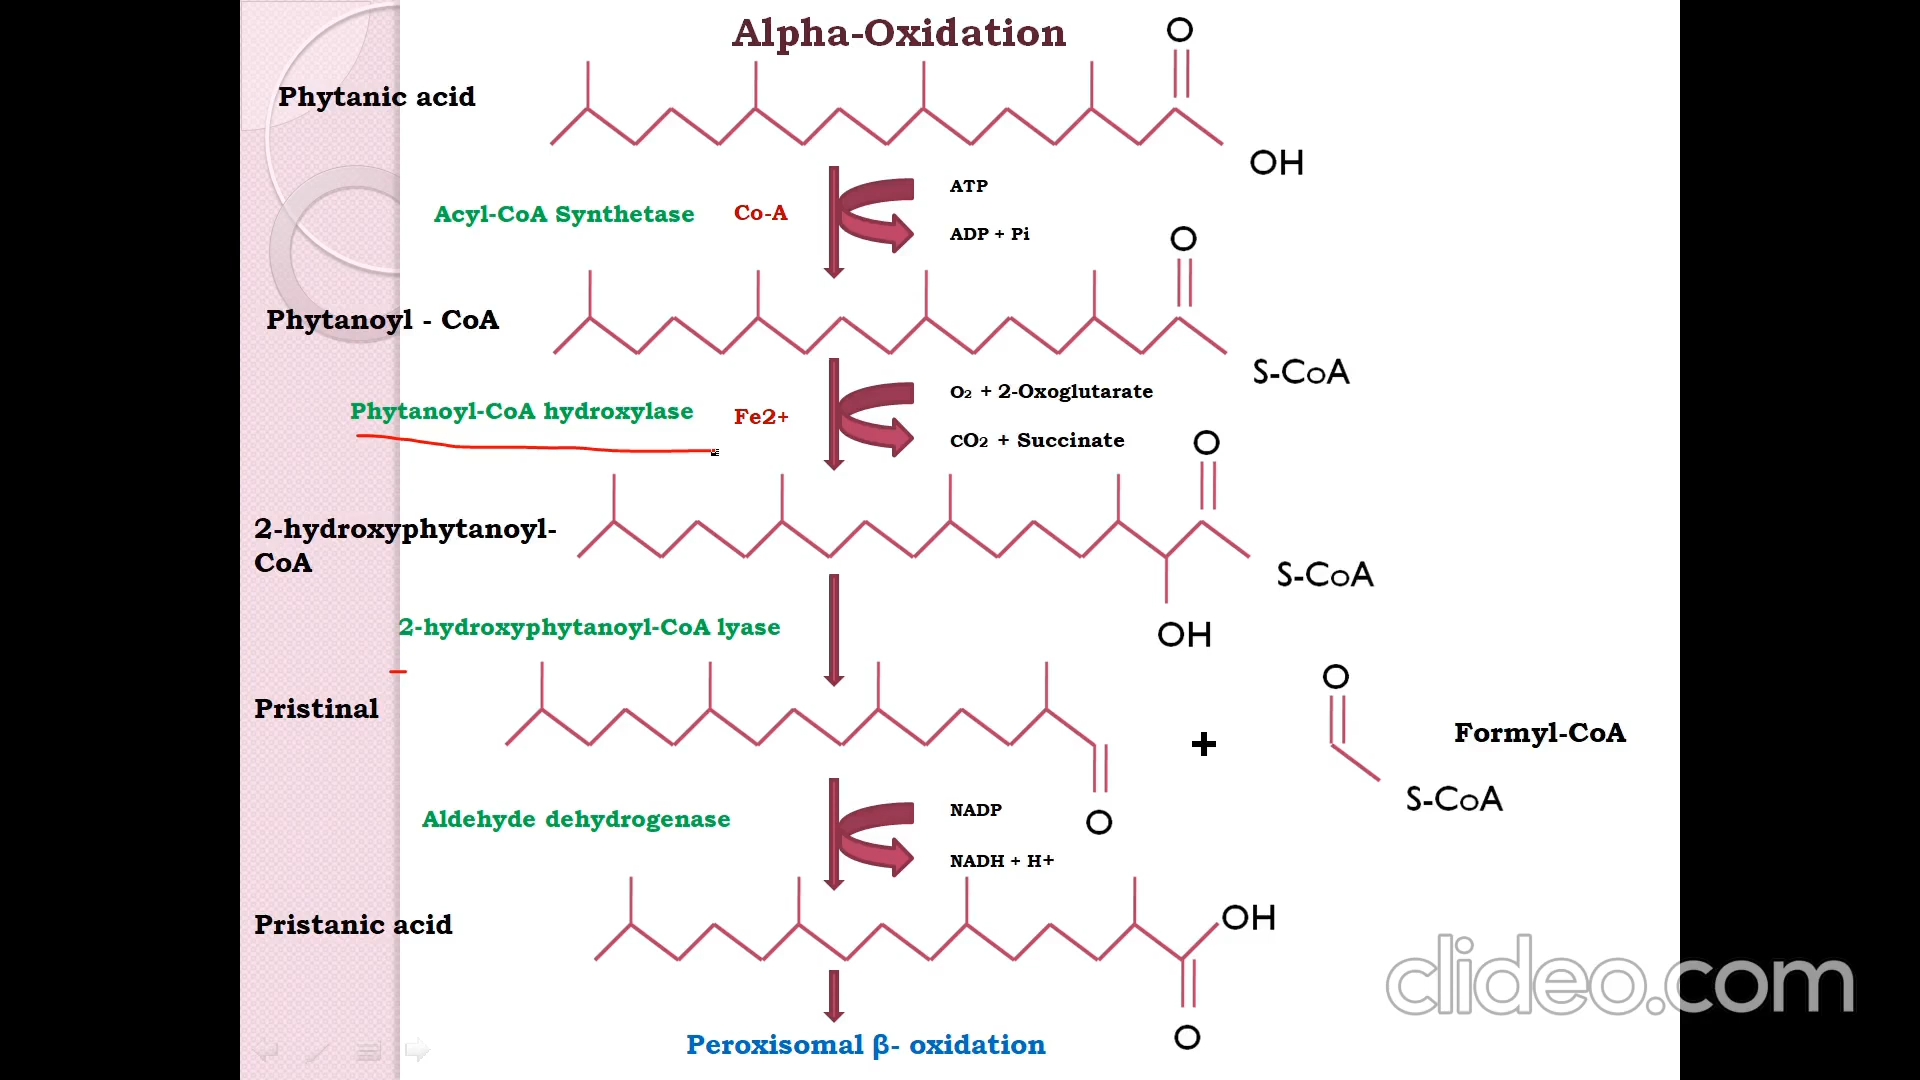 Alpha-Oxidation
O
Phytanic acid
OH
ATP
Acyl-CoA Synthetase Co-A
ADP + Pi
O
Phytanoyl - CoA
S-CoA
O₂ + 2-Oxoglutarate
Phytanoyl-CoA hydroxylase Fe2+
CO₂ + Succinate
O
2-hydroxyphytanoyl-
CoA
S-CoA
2-hydroxyphytanoyl-CoA lyase
OH
O
Pristinal
+
Formyl-CoA
S-CoA
NADP
Aldehyde dehydrogenase
O
NADH + H+
OH
Pristanic acid
clideo.com
O
Peroxisomal β- oxidation